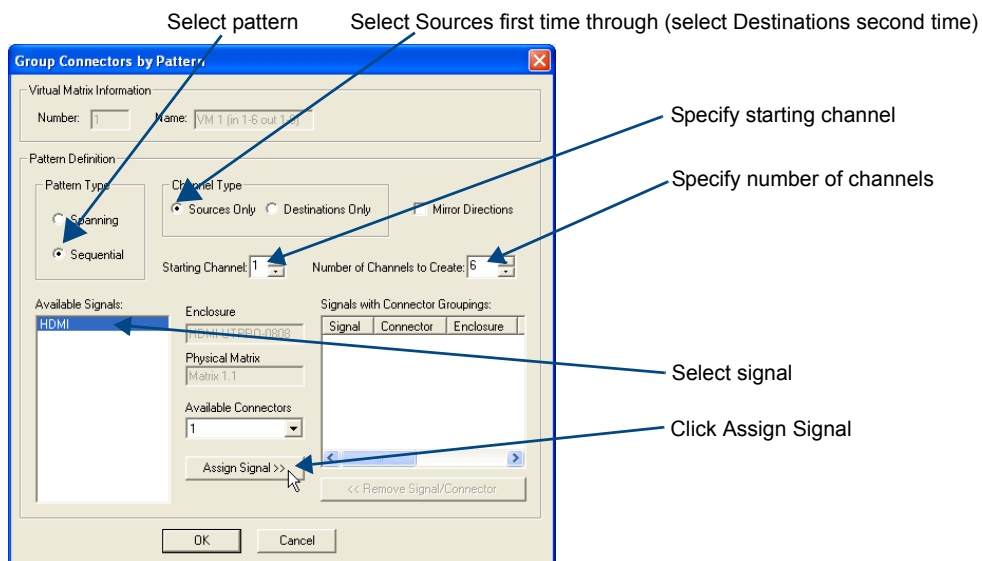 Select pattern
Select Sources first time through (select Destinations second time)
Group Connectors by Pattern
Virtual Matrix Information
Number: 1 Name: VM 1 (in 1-6 out 1-8)
Specify starting channel
Pattern Definition
Pattern Type
Channel Type
Specify number of channels
Spanning
Sources Only Destinations Only Mirror Directions
Sequential
Starting Channel: 1 Number of Channels to Create: 6
Available Signals:
HDMI
Enclosure
HDMI-UTPRO-0808
Signals with Connector Groupings:
Signal Connector Enclosure
Physical Matrix
Matrix 1.1
Select signal
Available Connectors
1
Click Assign Signal
Assign Signal >>
<< Remove Signal/Connector
OK Cancel